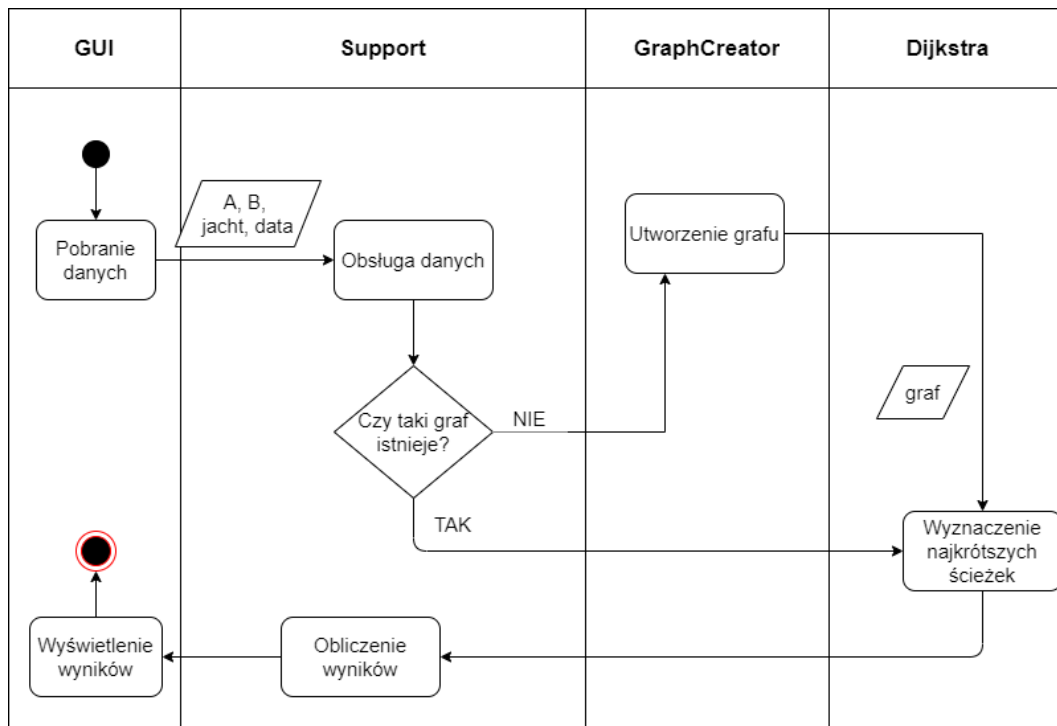 GUI
Support
GraphCreator
Dijkstra
A, B,
jacht, data
Pobranie
danych
Obsługa danych
Utworzenie grafu
graf
Czy taki graf
istnieje?
NIE
TAK
Wyznaczenie
najkrótszych
ścieżek
Wyświetlenie
wyników
Obliczenie
wyników